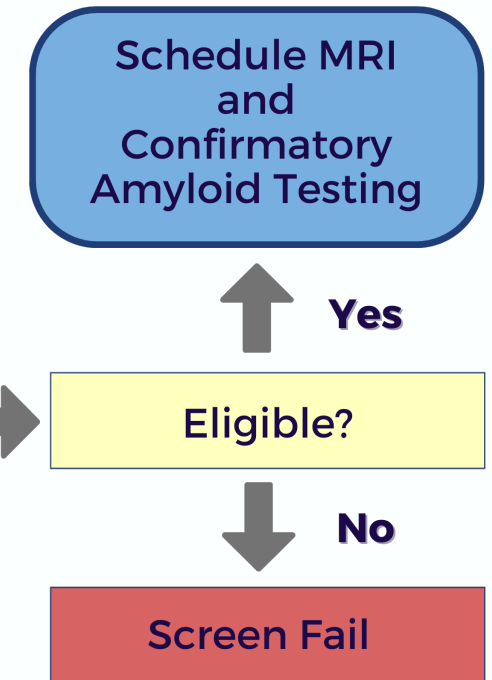 Schedule MRI
and
Confirmatory
Amyloid Testing
Yes
Eligible?
No
Screen Fail